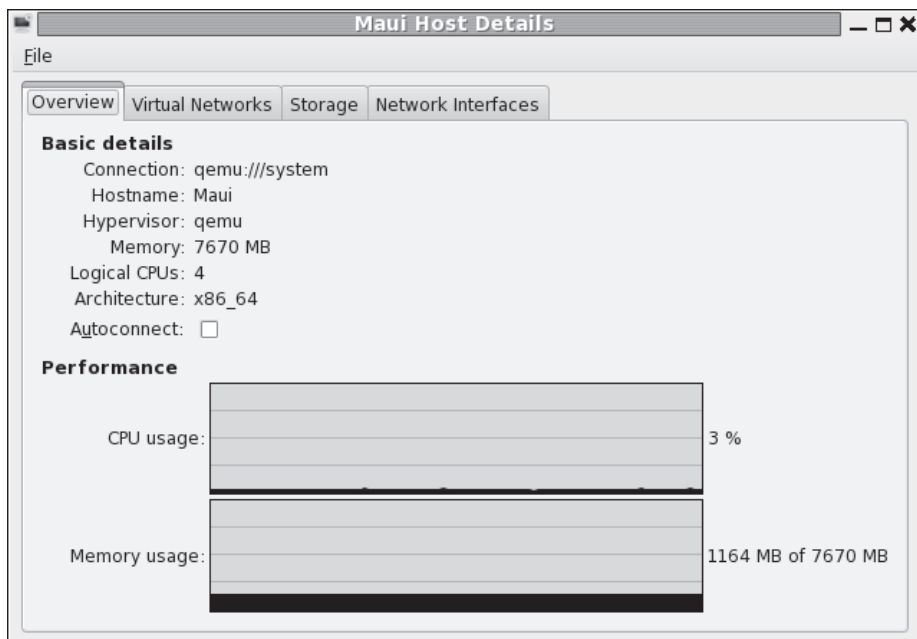 Maui Host Details
File
Overview Virtual Networks Storage Network Interfaces
Basic details
Connection: qemu:///system
Hostname: Maui
Hypervisor: qemu
Memory: 7670 MB
Logical CPUs: 4
Architecture: x86_64
Autoconnect:
Performance
CPU usage: 3 %
Memory usage: 1164 MB of 7670 MB